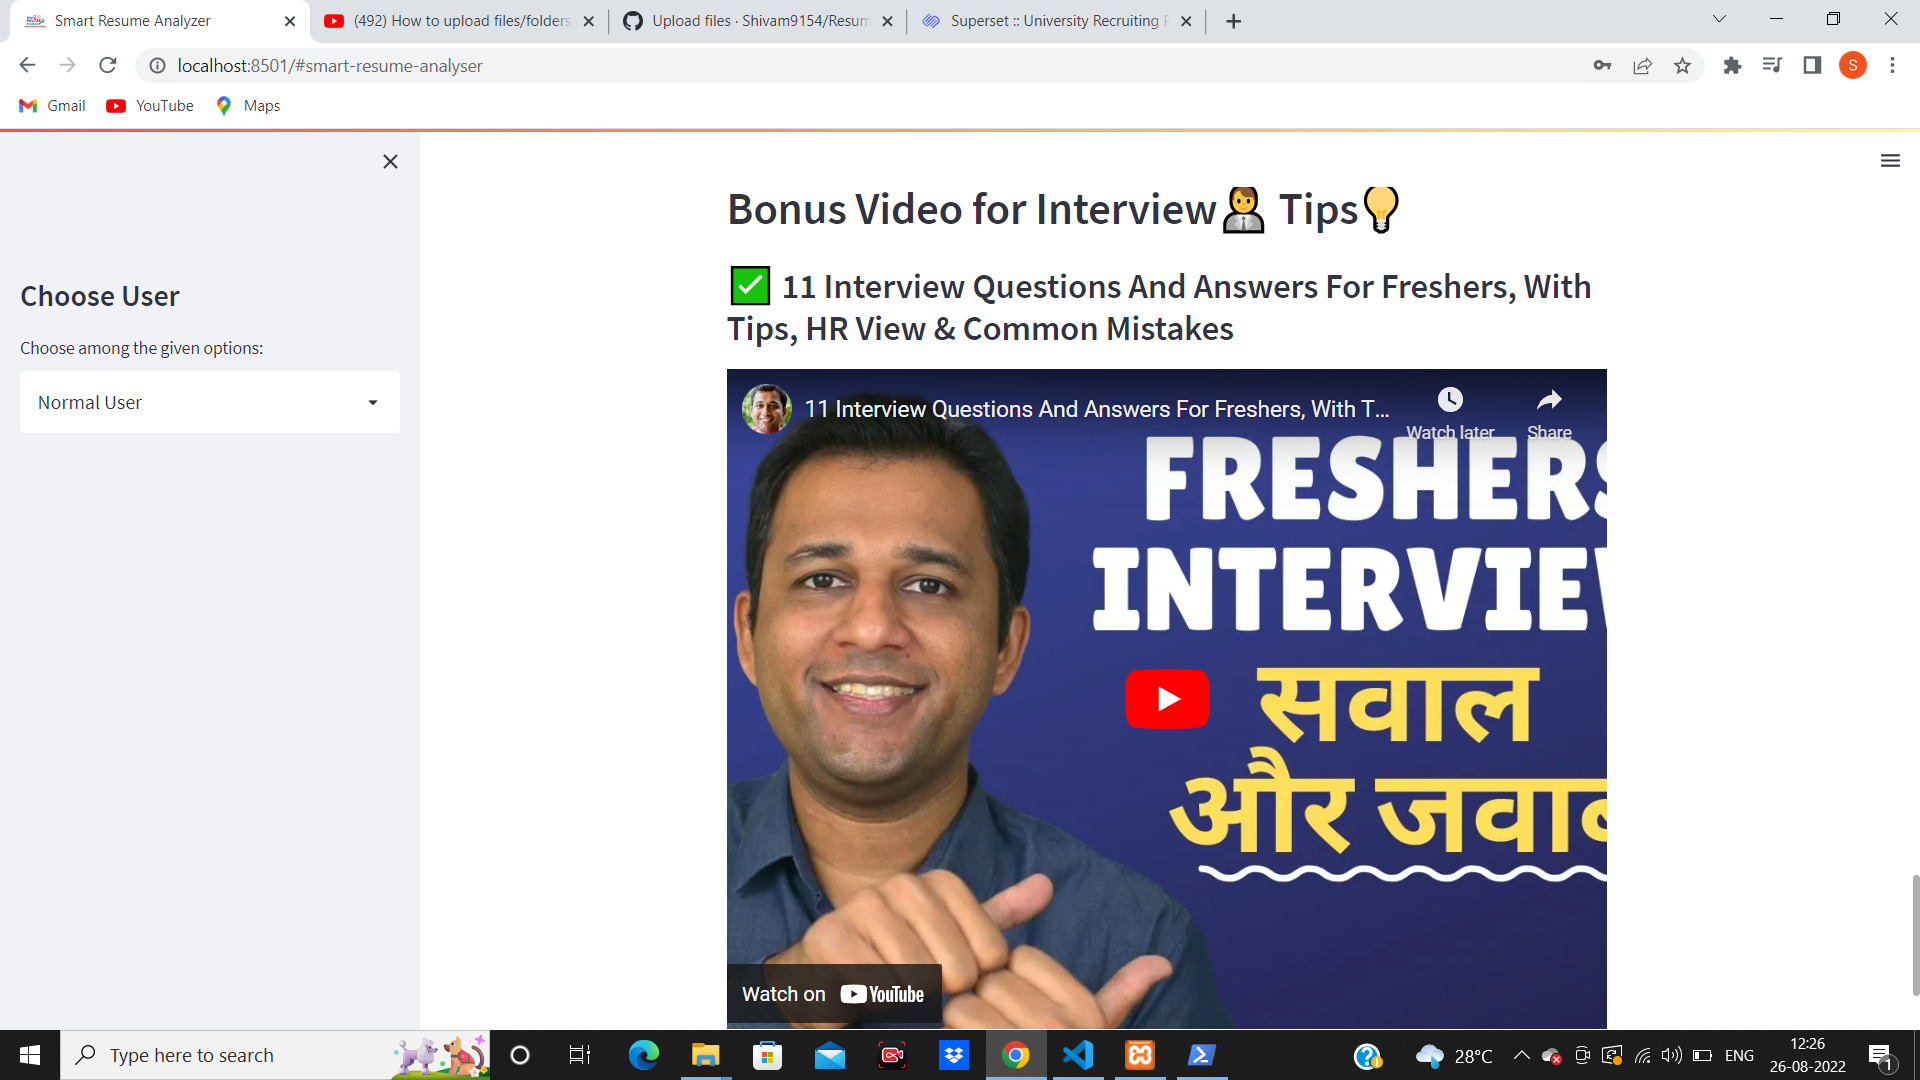 Smart Resume Analyzer
(492) How to upload files/folders
Upload files · Shivam9154/Resum
Superset :: University Recruiting P
localhost:8501/#smart-resume-analyser
S
Gmail
YouTube
Maps
Choose User
Choose among the given options:
Normal User
Bonus Video for Interview Tips
11 Interview Questions And Answers For Freshers, With
Tips, HR View & Common Mistakes
11 Interview Questions And Answers For Freshers, With T...
Watch later
Share
FRESHERS
INTERVIEW
सवाल
और जवाब
Watch on YouTube
Type here to search
28°C
ENG
12:26
26-08-2022
1